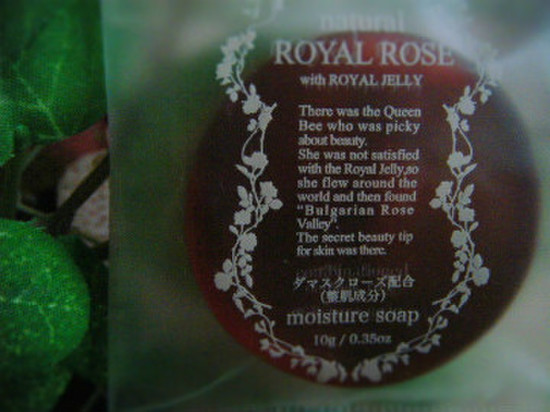 natural
ROYAL ROSE
with ROYAL JELLY
There was the Queen
Bee who was picky
about beauty.
She was not satisfied
with the Royal Jelly,so
she flew around the
world and then found
"Bulgarian Rose
Valley".
The secret beauty tip
for skin was there.
ダマスクローズ配合
(整肌成分)
moisture soap
10g / 0.35oz